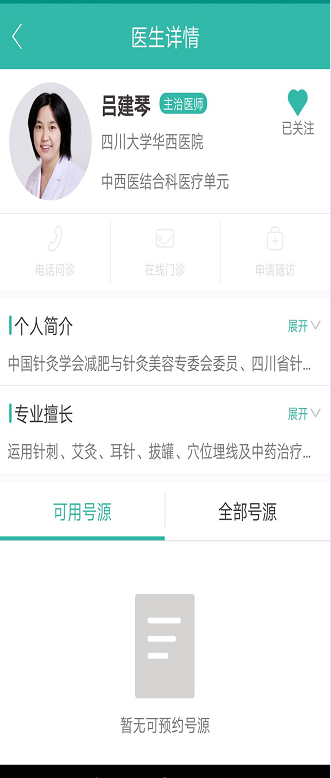 医生详情
吕建琴 主治医师
四川大学华西医院
已关注
中西医结合科医疗单元
电话问诊 在线门诊 申请随访
个人简介 展开
中国针灸学会减肥与针灸美容专委会委员、四川省针...
专业擅长 展开
运用针刺、艾灸、耳针、拔罐、穴位埋线及中药治疗...
可用号源 全部号源
暂无可预约号源